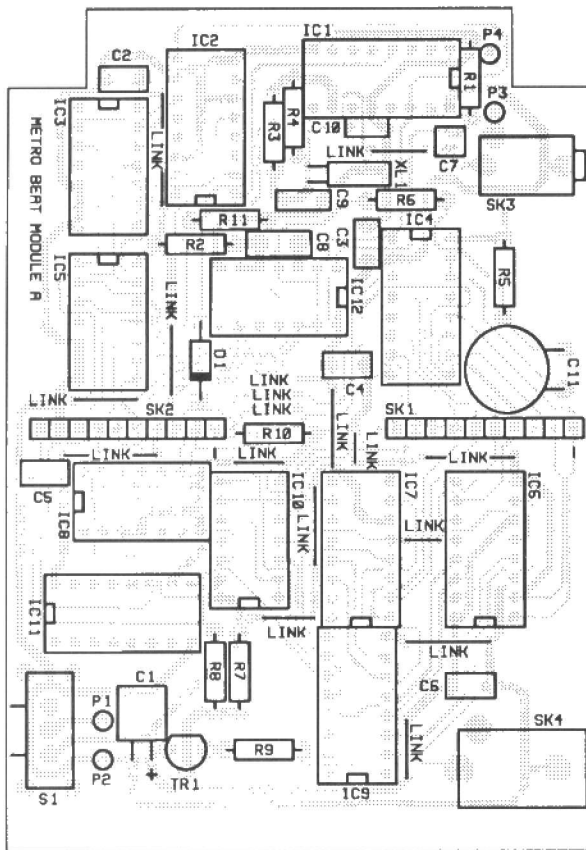 IC1
P4
C2
IC2
R1
IC3
LINK
R3
R4
C10
P3
METRO BEAT MODULE A
LINK
XL1
C7
SK3
C9
R6
R11
IC4
R2
C8
C3
IC5
LINK
IC12
R5
D1
LINK
LINK
LINK
C4
C11
LINK
SK2
R10
LINK
LINK
SK1
LINK
LINK
LINK
C5
IC8
IC10
LINK
IC7
LINK
IC6
IC11
LINK
LINK
R8
R7
C1
P1
C6
LINK
SK4
P2
+
TR1
R9
S1
IC9